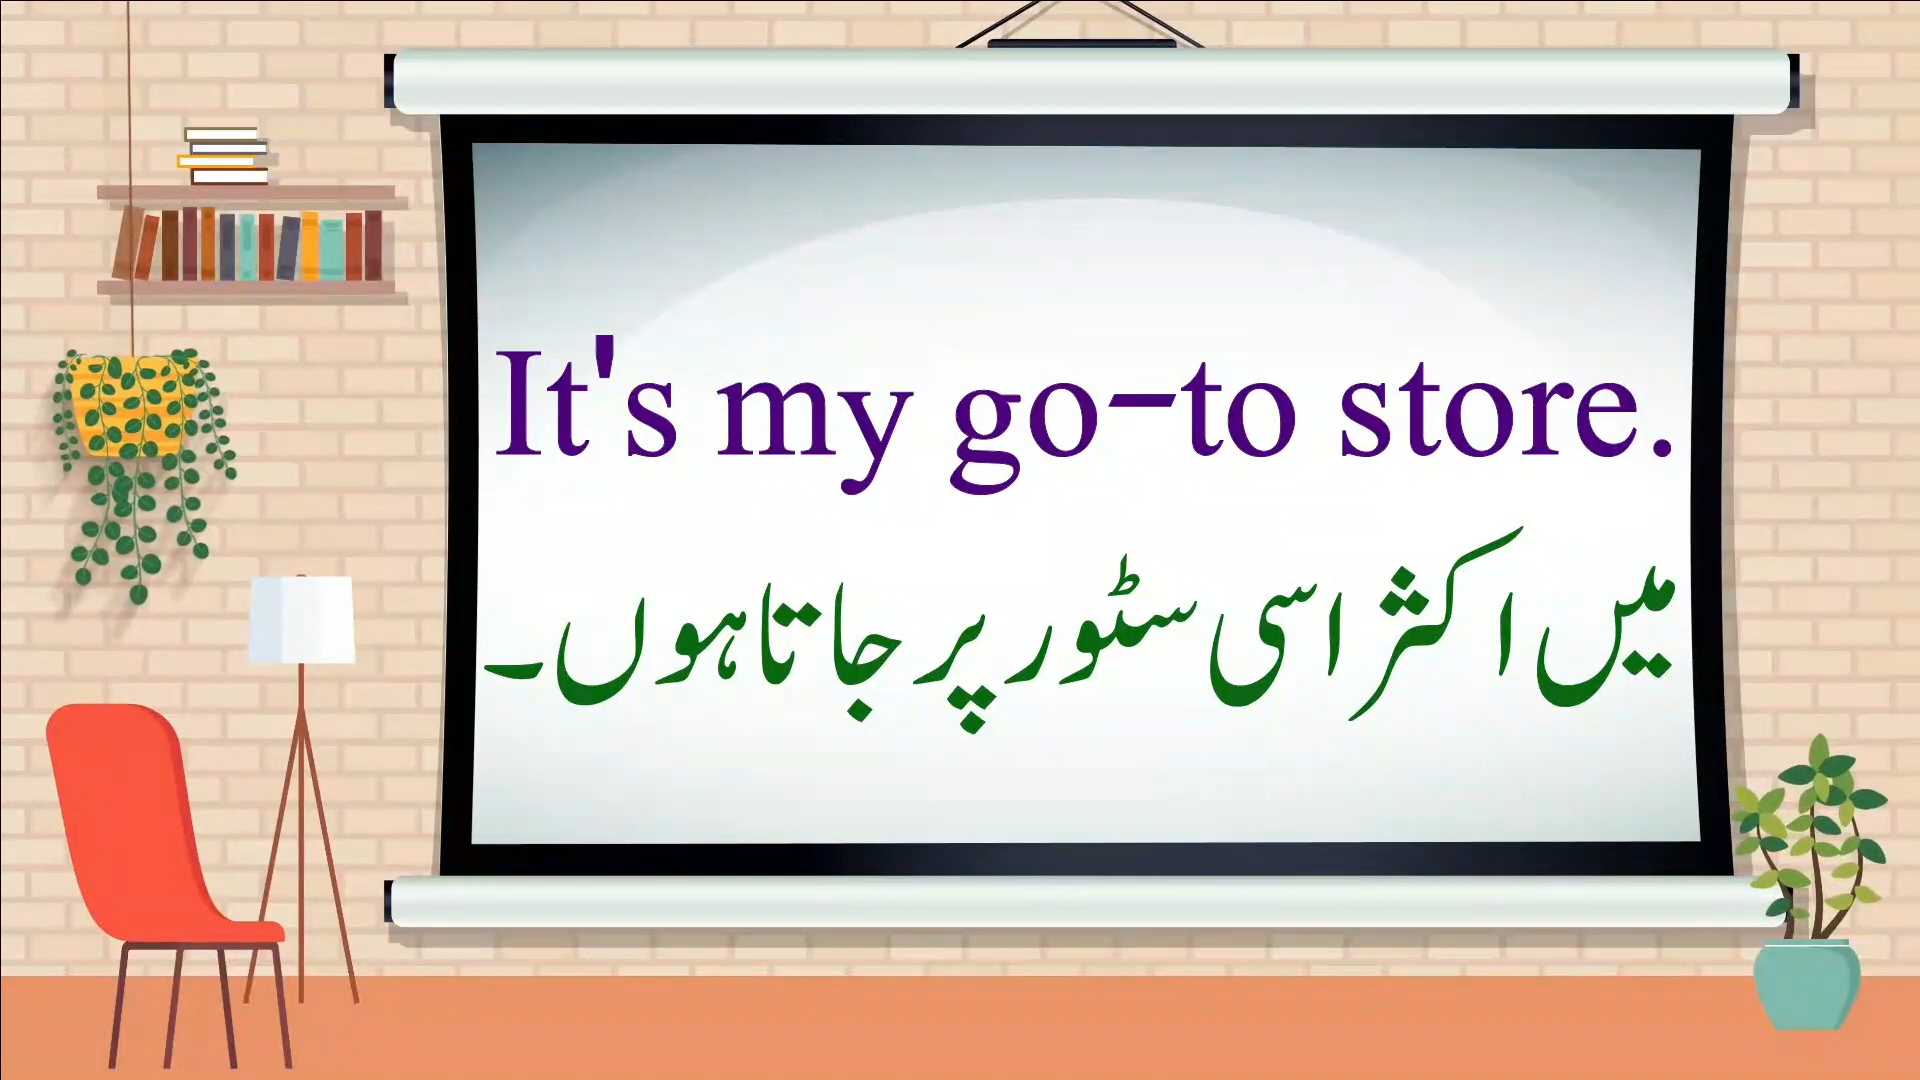 It's my go-to store.
میں اکثر اسی سٹور پر جاتا ہوں۔